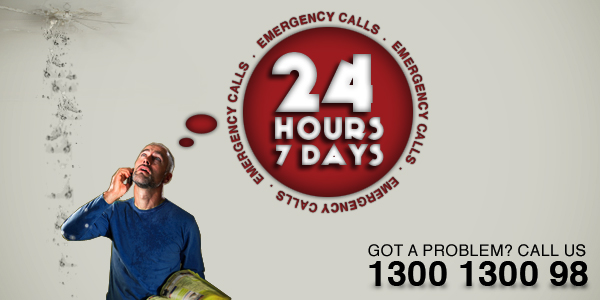 EMERGENCY CALLS . EMERGENCY CALLS . EMERGENCY CALLS . EMERGENCY CALLS .
24
HOURS
7 DAYS
GOT A PROBLEM? CALL US
1300 1300 98